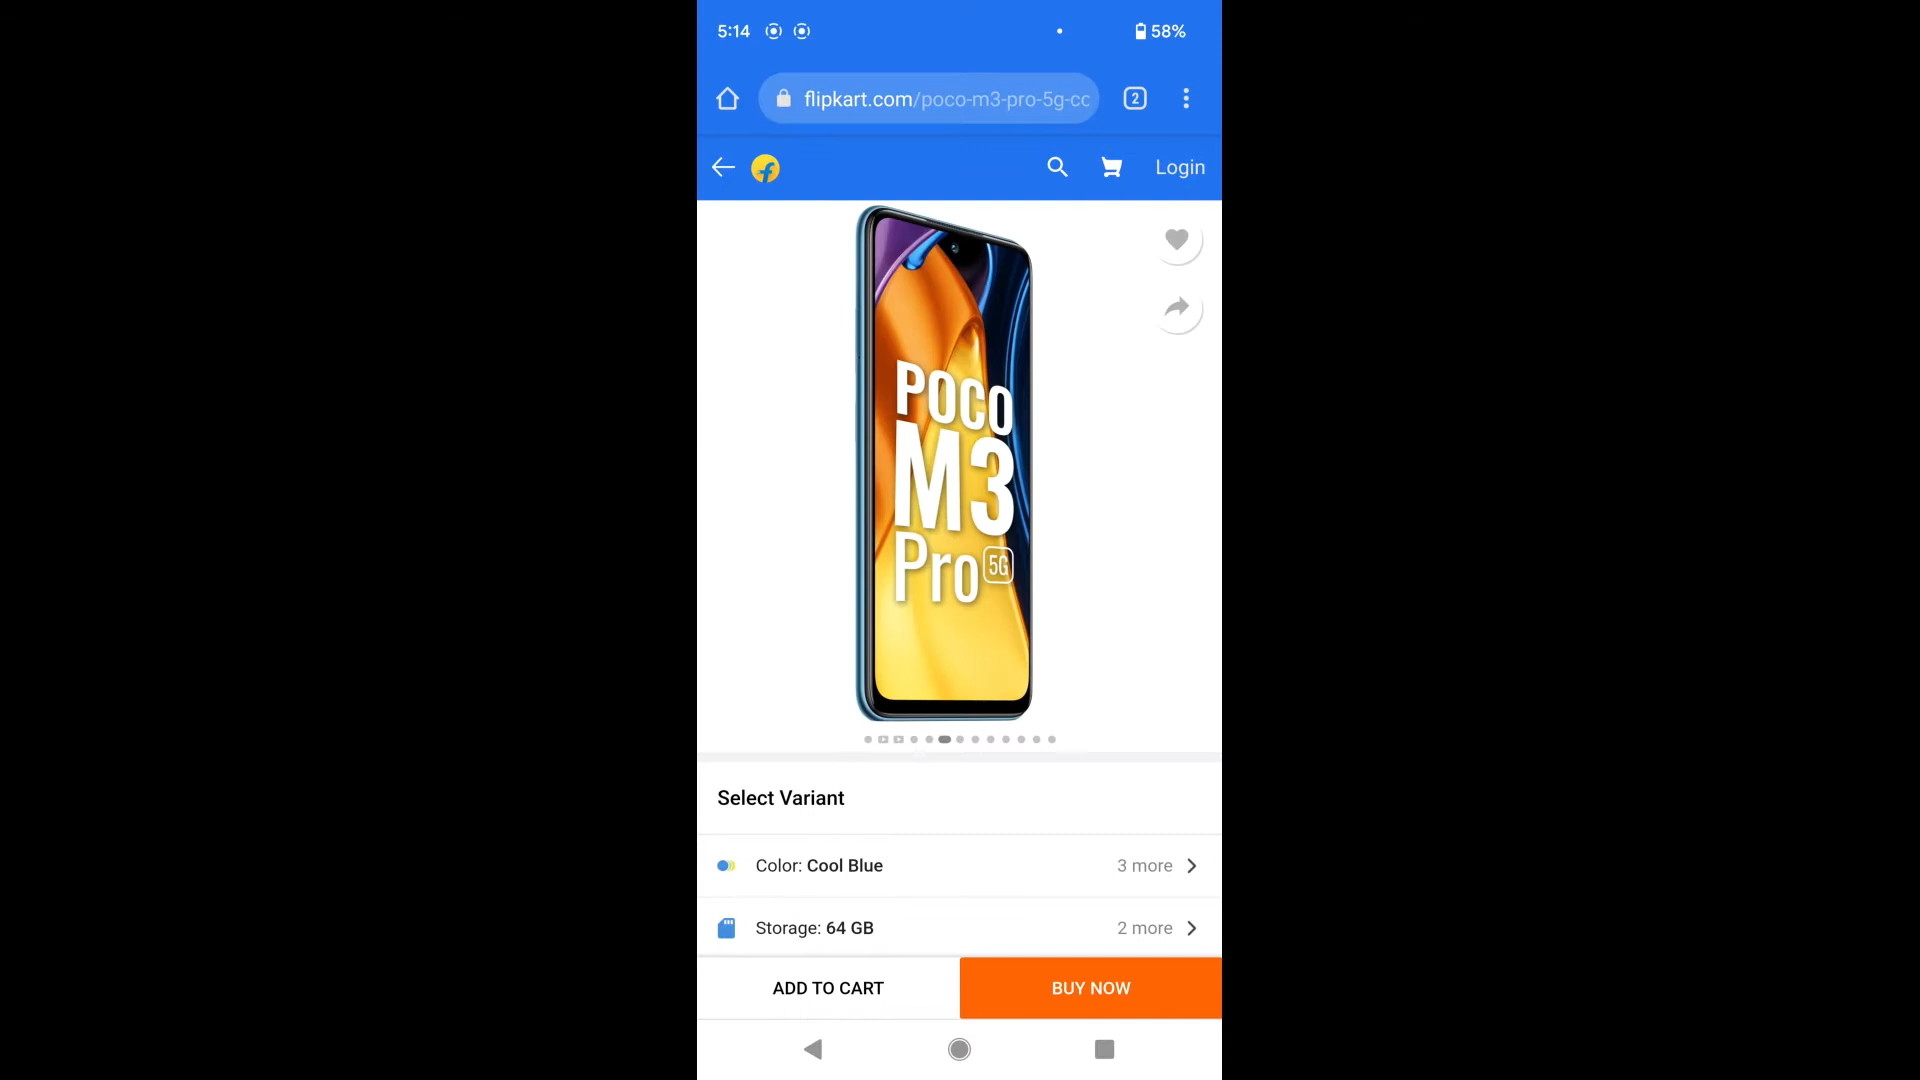 5:14 58%
flipkart.com/poco-m3-pro-5g-cc
2
Login
POCO
M3
Pro 5G
Select Variant
Color: Cool Blue 3 more
Storage: 64 GB 2 more
ADD TO CART BUY NOW